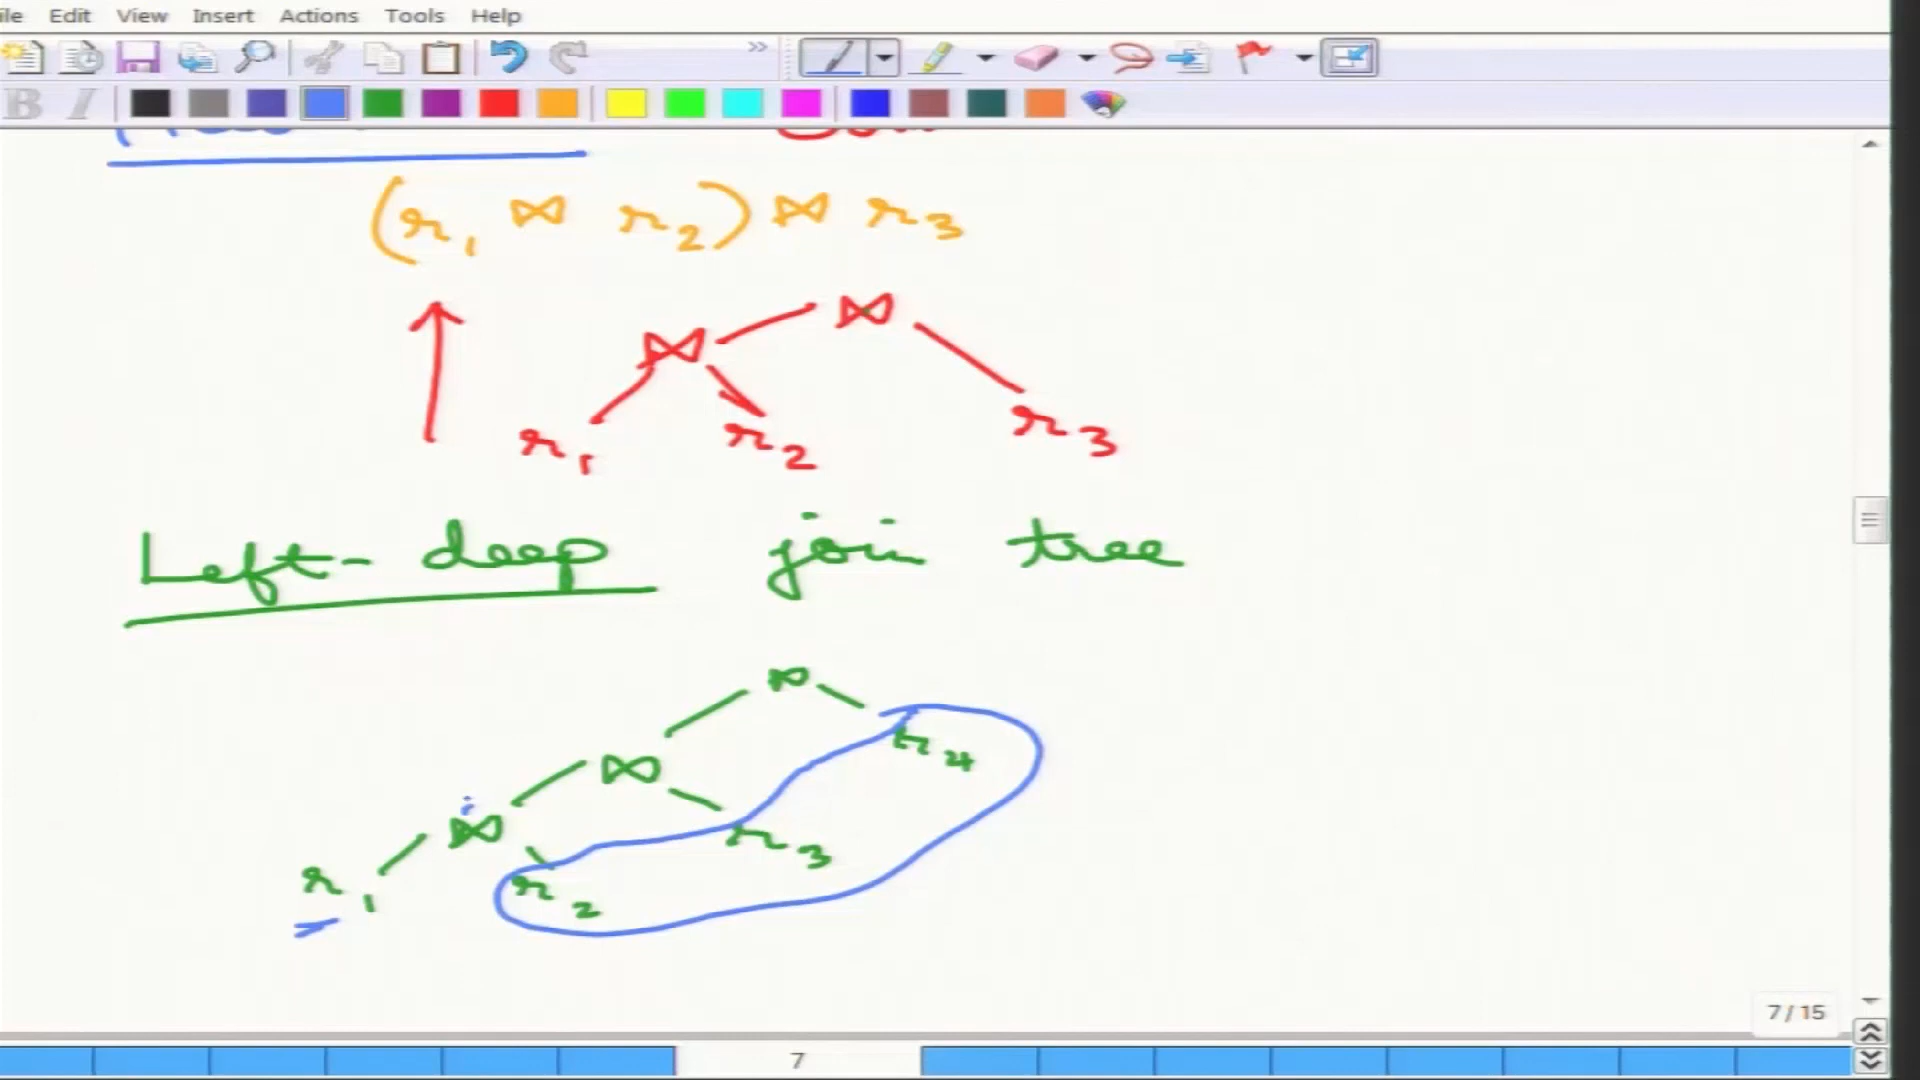 ile Edit View Insert Actions Tools Help
B I
(r1 ⋈ r2) ⋈ r3
⋈
⋈
r1 r2 r3
Left-deep join tree
⋈
⋈ r4
⋈ r3
r1 r2
7/15
7